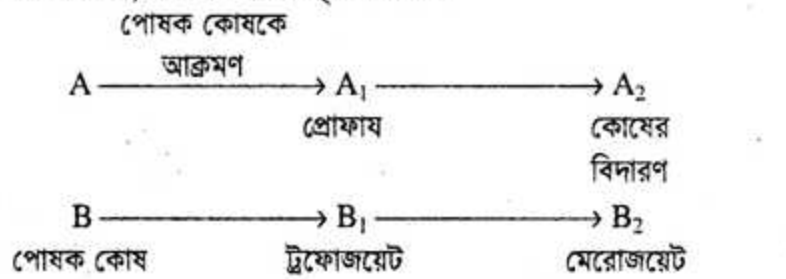 পোষক কোষকে
আক্রমণ
A → A₁ → A₂
প্রোফায কোষের
বিদারণ
B → B₁ → B₂
পোষক কোষ ট্রফোজয়েট মেরোজয়েট